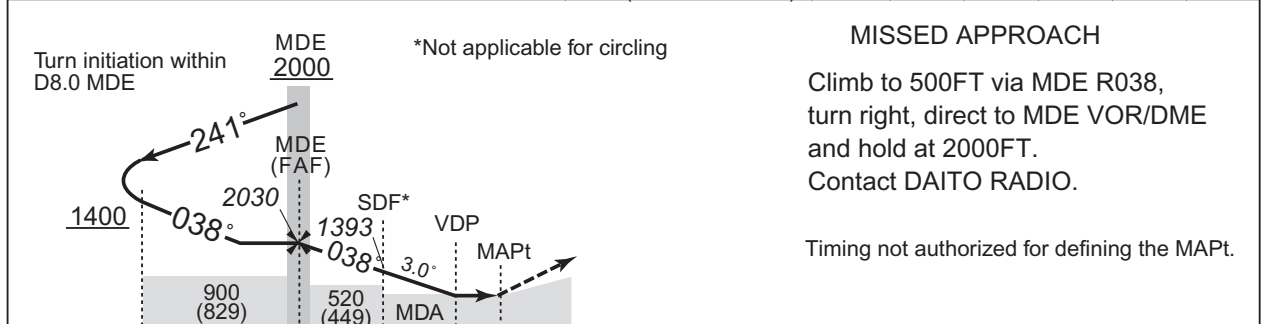 Turn initiation within
D8.0 MDE
MDE
2000
*Not applicable for circling
241°
MDE
(FAF)
2030
1400
038°
SDF*
1393
038°
3.0°
VDP
MAPt
900
(829)
520
(449)
MDA
MISSED APPROACH
Climb to 500FT via MDE R038,
turn right, direct to MDE VOR/DME
and hold at 2000FT.
Contact DAITO RADIO.
Timing not authorized for defining the MAPt.